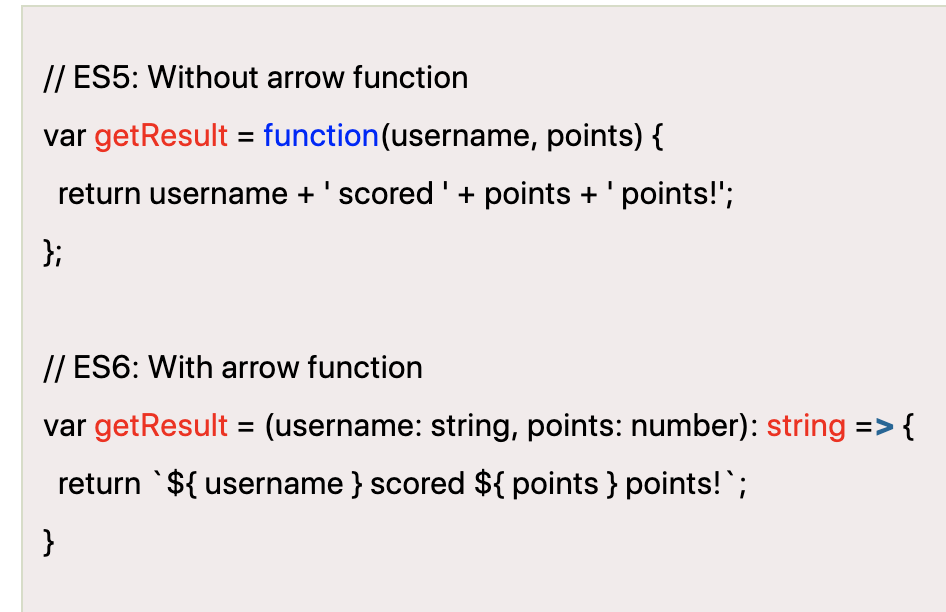 // ES5: Without arrow function
var getResult = function(username, points) {
return username + ' scored ' + points + ' points!';
};
// ES6: With arrow function
var getResult = (username: string, points: number): string => {
return `${ username } scored ${ points } points!`;
}